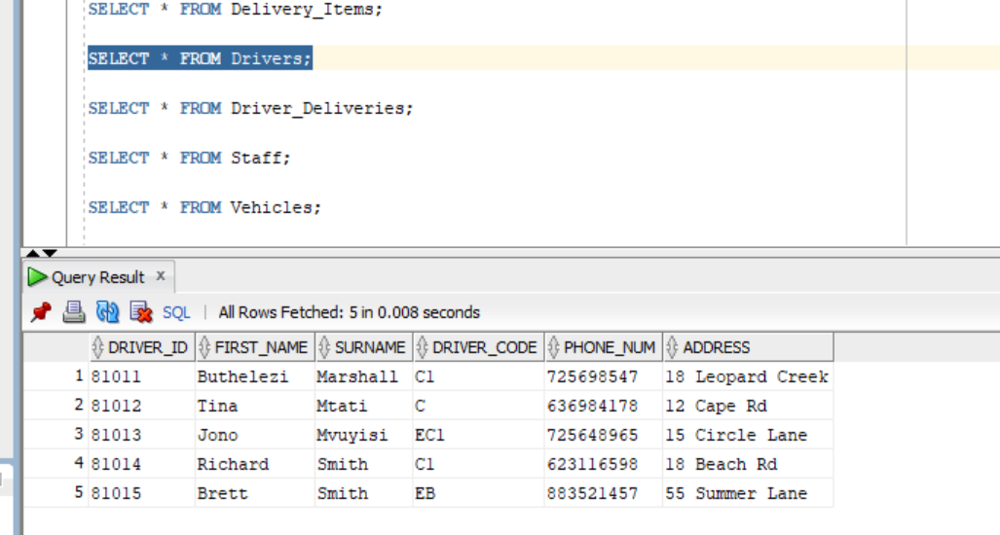 SELECT * FROM Delivery_Items;
SELECT * FROM Drivers;
SELECT * FROM Driver_Deliveries;
SELECT * FROM Staff;
SELECT * FROM Vehicles;
Query Result x
SQL | All Rows Fetched: 5 in 0.008 seconds
DRIVER_ID FIRST_NAME SURNAME DRIVER_CODE PHONE_NUM ADDRESS
1 81011 Buthelezi Marshall C1 725698547 18 Leopard Creek
2 81012 Tina Mtati C 636984178 12 Cape Rd
3 81013 Jono Mvuyisi EC1 725648965 15 Circle Lane
4 81014 Richard Smith C1 623116598 18 Beach Rd
5 81015 Brett Smith EB 883521457 55 Summer Lane